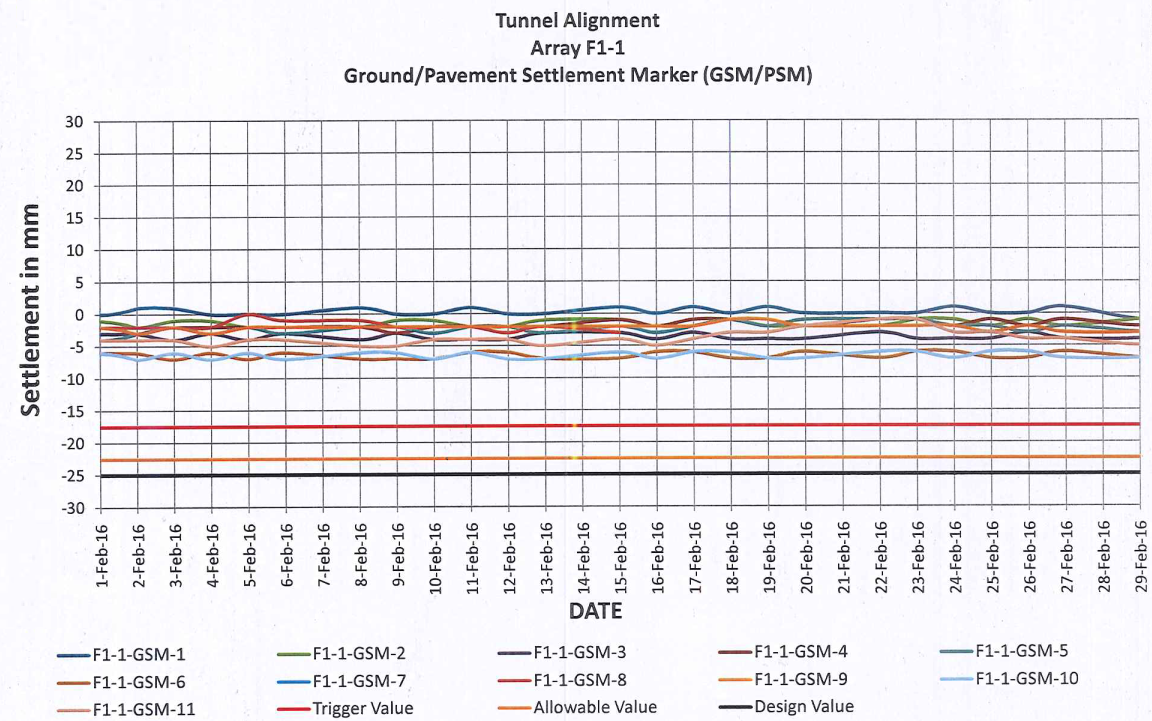 Tunnel Alignment
Array F1-1
Ground/Pavement Settlement Marker (GSM/PSM)
Settlement in mm
30
25
20
15
10
5
0
-5
-10
-15
-20
-25
-30
1-Feb-16
2-Feb-16
3-Feb-16
4-Feb-16
5-Feb-16
6-Feb-16
7-Feb-16
8-Feb-16
9-Feb-16
10-Feb-16
11-Feb-16
12-Feb-16
13-Feb-16
14-Feb-16
15-Feb-16
16-Feb-16
17-Feb-16
18-Feb-16
19-Feb-16
20-Feb-16
21-Feb-16
22-Feb-16
23-Feb-16
24-Feb-16
25-Feb-16
26-Feb-16
27-Feb-16
28-Feb-16
29-Feb-16
DATE
F1-1-GSM-1 F1-1-GSM-2 F1-1-GSM-3 F1-1-GSM-4 F1-1-GSM-5
F1-1-GSM-6 F1-1-GSM-7 F1-1-GSM-8 F1-1-GSM-9 F1-1-GSM-10
F1-1-GSM-11 Trigger Value Allowable Value Design Value